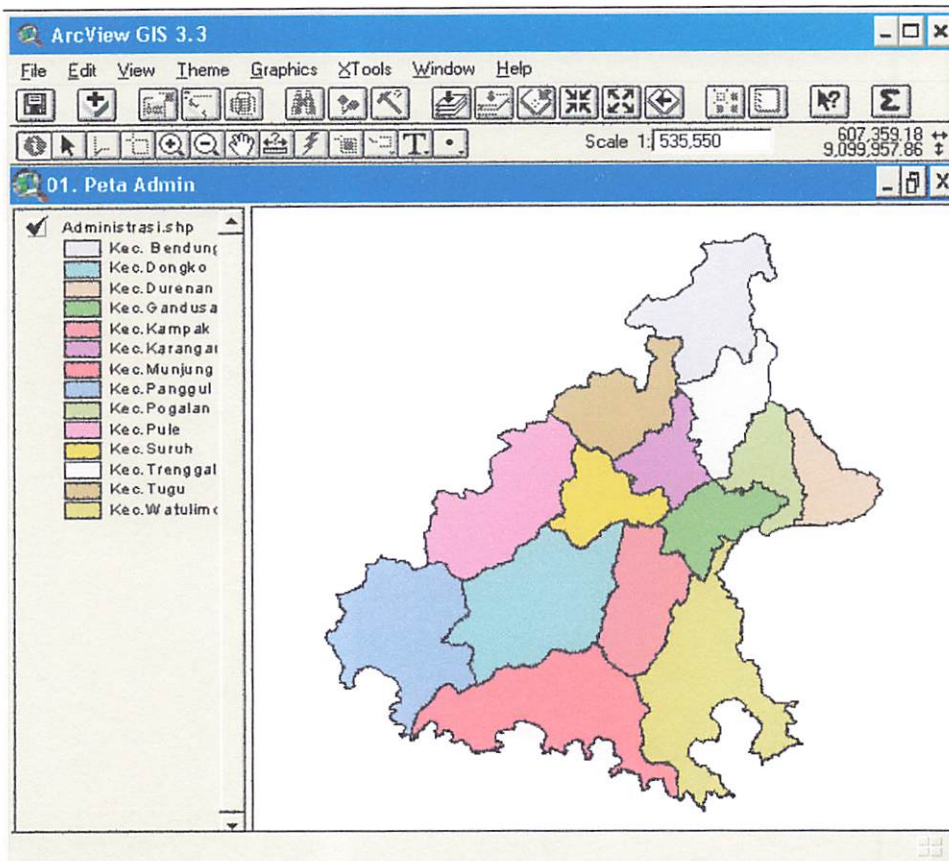 ArcView GIS 3.3
File Edit View Theme Graphics XTools Window Help
Scale 1: 535,550
607,359.18
9,099,957.86
01. Peta Admin
Administrasi.shp
Kec. Bendung
Kec.Dongko
Kec.Durenan
Kec.Gandusa
Kec.Kampak
Kec.Karangan
Kec.Munjung
Kec.Panggul
Kec.Pogalan
Kec.Pule
Kec.Suruh
Kec.Trenggal
Kec.Tugu
Kec.Watulimo